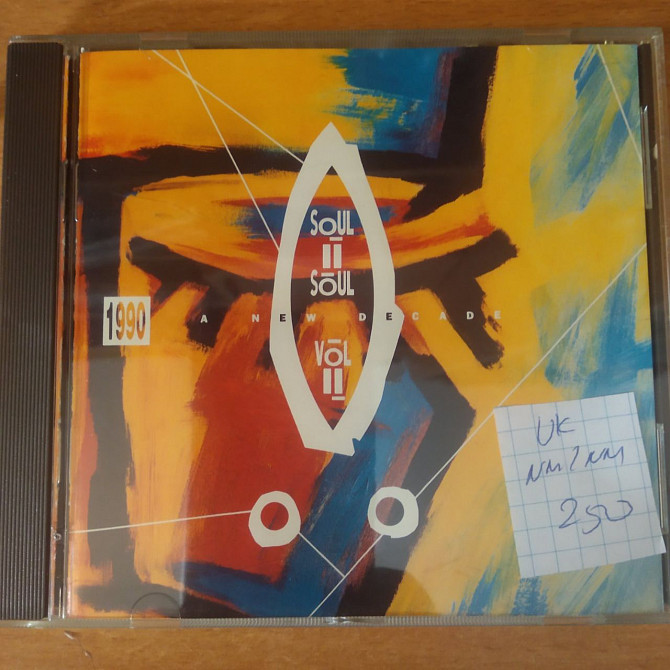 SOUL
II
SOUL
1990 A NEW DECADE
VOL
II
UK
NM/NM
250